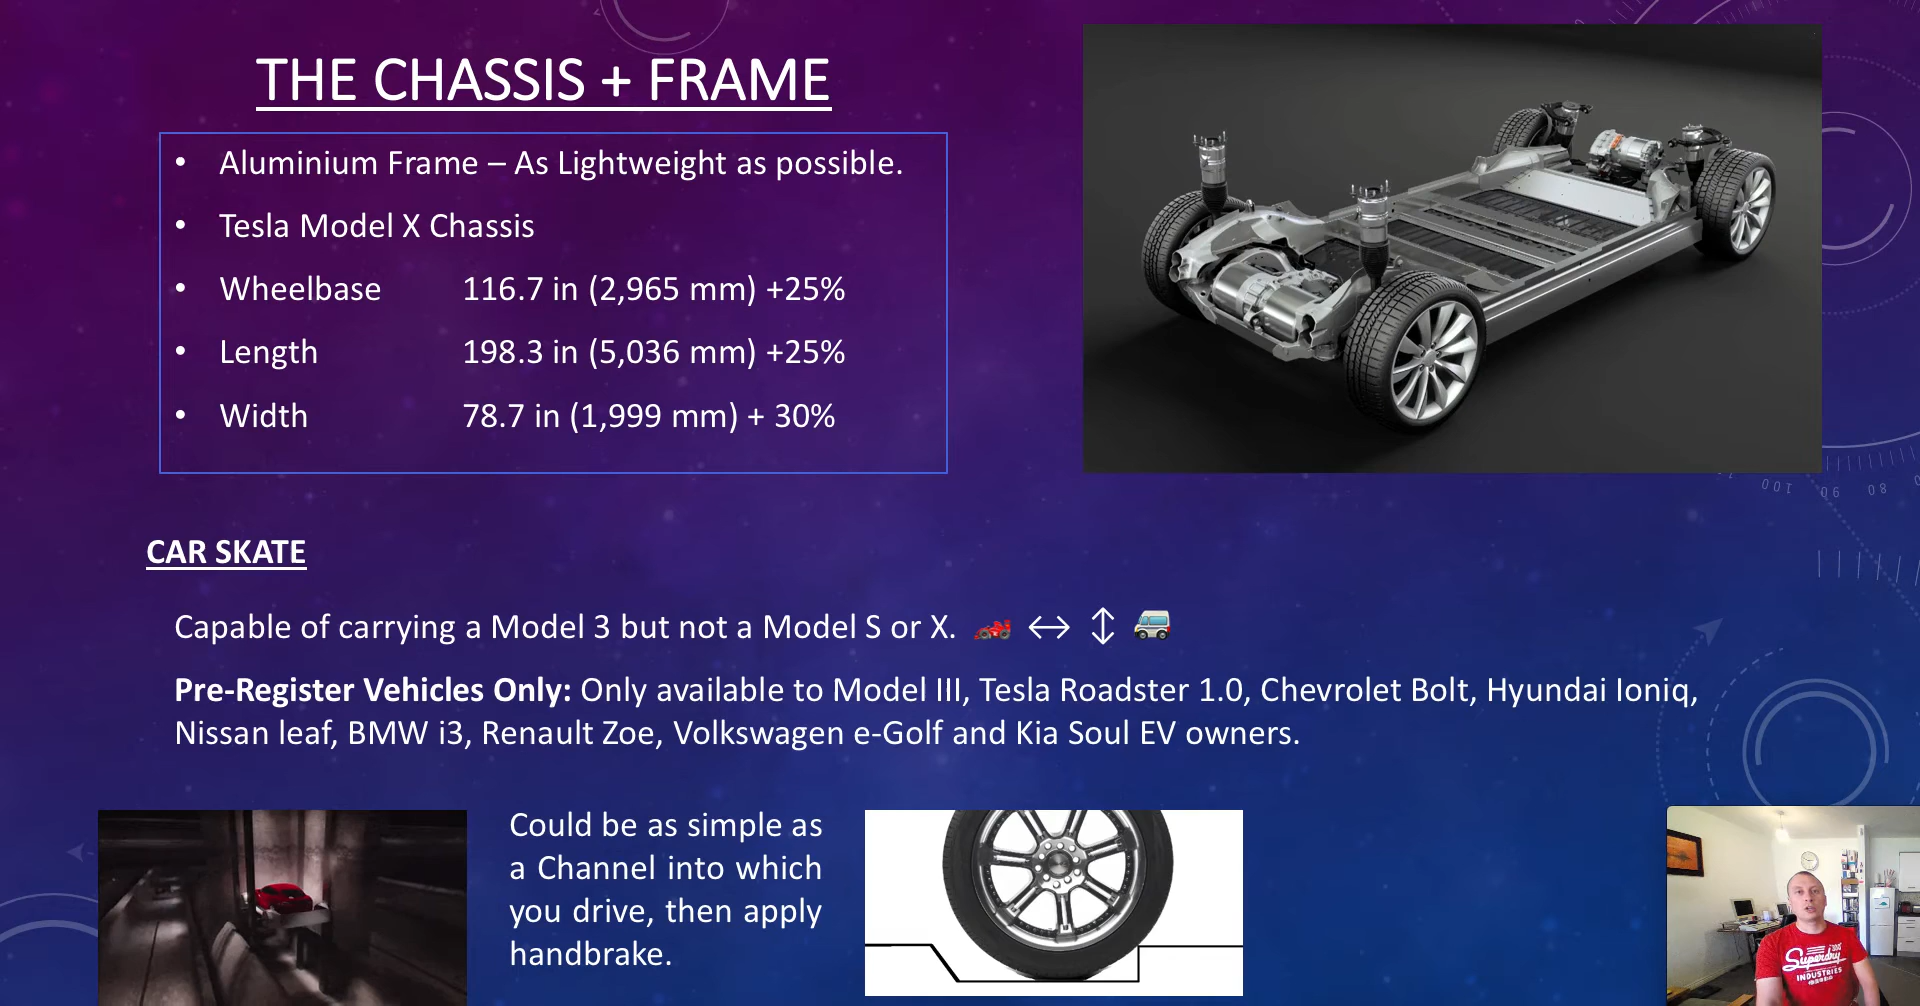 THE CHASSIS + FRAME
• Aluminium Frame – As Lightweight as possible.
• Tesla Model X Chassis
• Wheelbase 116.7 in (2,965 mm) +25%
• Length 198.3 in (5,036 mm) +25%
• Width 78.7 in (1,999 mm) + 30%
100 90 80
CAR SKATE
Capable of carrying a Model 3 but not a Model S or X. 🏎 ↔ ↕ 🚐
Pre-Register Vehicles Only: Only available to Model III, Tesla Roadster 1.0, Chevrolet Bolt, Hyundai Ioniq,
Nissan leaf, BMW i3, Renault Zoe, Volkswagen e-Golf and Kia Soul EV owners.
Could be as simple as
a Channel into which
you drive, then apply
handbrake.
Superdry
INDUSTRIES